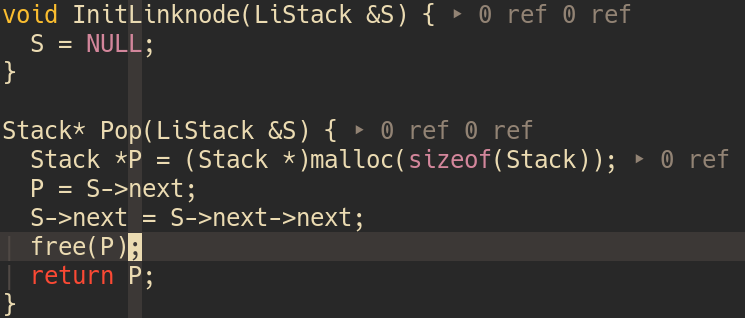 void InitLinknode(LiStack &S) { ▸ 0 ref 0 ref
  S = NULL;
}

Stack* Pop(LiStack &S) { ▸ 0 ref 0 ref
  Stack *P = (Stack *)malloc(sizeof(Stack)); ▸ 0 ref
  P = S->next;
  S->next = S->next->next;
  free(P);
  return P;
}